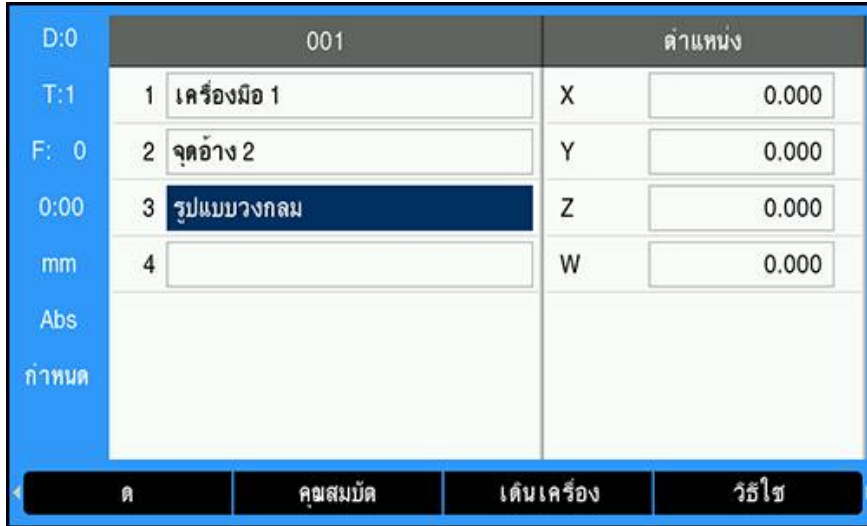 D:0 001 ตำแหน่ง
T:1 1 เครื่องมือ 1 X 0.000
F: 0 2 จุดอ้าง 2 Y 0.000
0:00 3 รูปแบบวงกลม Z 0.000
mm 4 W 0.000
Abs
กำหนด
ด คุณสมบัต เดินเครื่อง วิธีใช